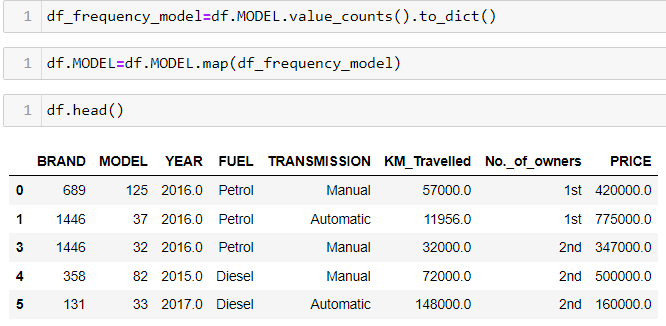 1 df_frequency_model=df.MODEL.value_counts().to_dict()
1 df.MODEL=df.MODEL.map(df_frequency_model)
1 df.head()
BRAND MODEL YEAR FUEL TRANSMISSION KM_Travelled No._of_owners PRICE
0 689 125 2016.0 Petrol Manual 57000.0 1st 420000.0
1 1446 37 2016.0 Petrol Automatic 11956.0 1st 775000.0
3 1446 32 2016.0 Petrol Manual 32000.0 2nd 347000.0
4 358 82 2015.0 Diesel Manual 72000.0 2nd 500000.0
5 131 33 2017.0 Diesel Automatic 148000.0 2nd 160000.0